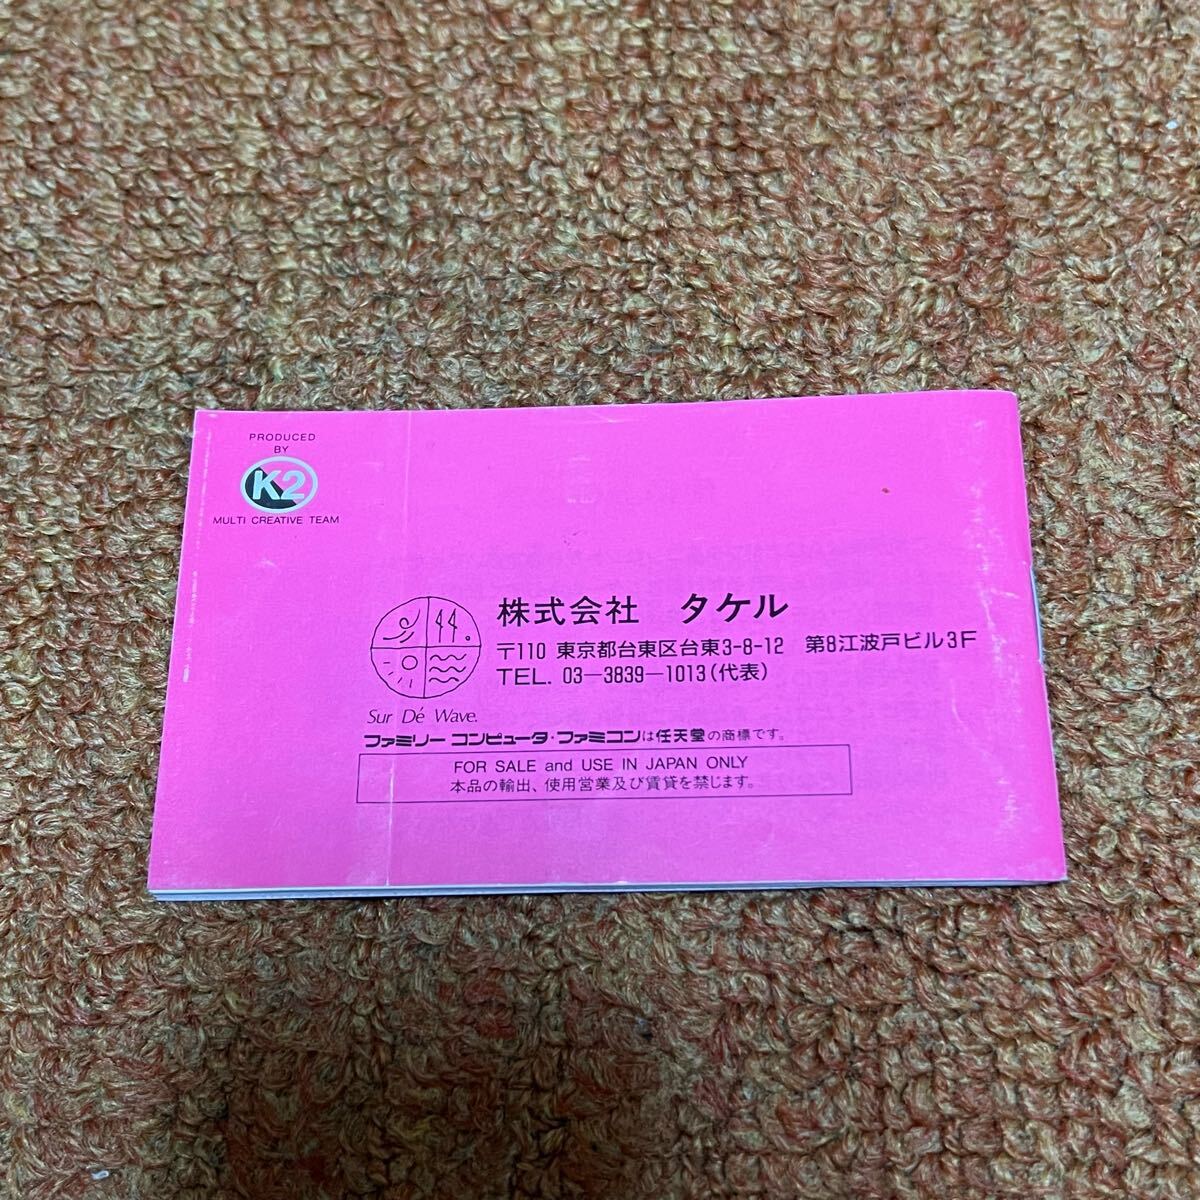 PRODUCED
BY
K2
MULTI CREATIVE TEAM
株式会社 タケル
〒110 東京都台東区台東3-8-12 第8江波戸ビル3F
TEL. 03-3839-1013(代表)
Sur Dé Wave.
ファミリー コンピュータ・ファミコンは任天堂の商標です。
FOR SALE and USE IN JAPAN ONLY
本品の輸出、使用営業及び賃貸を禁じます。